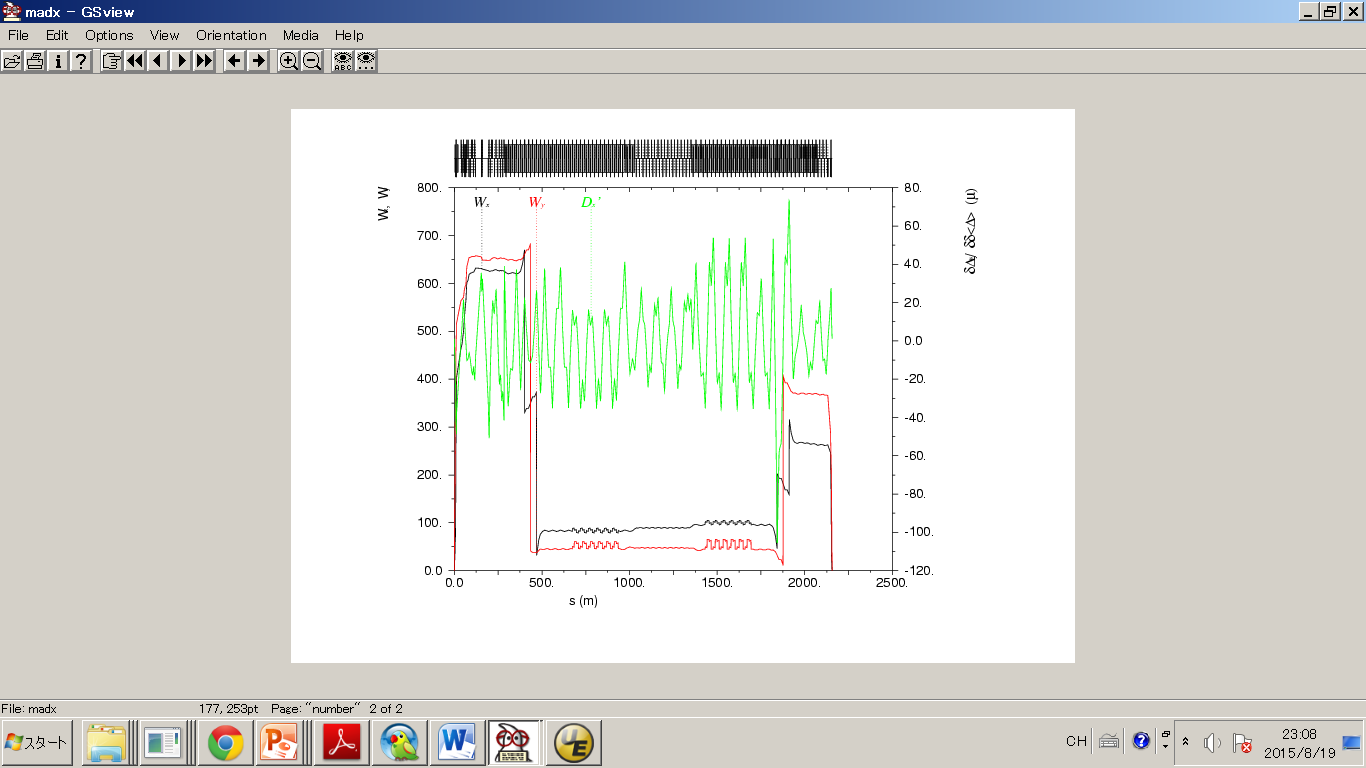 madx - GSview
File Edit Options View Orientation Media Help
W, W
800. 700. 600. 500. 400. 300. 200. 100. 0.0
Wx Wy Dx'
80. 60. 40. 20. 0.0 -20. -40. -60. -80. -100. -120.
0.0 500. 1000. 1500. 2000. 2500.
s (m)
File: madx 177, 253pt Page: "number" 2 of 2
スタート
CH
23:08
2015/8/19